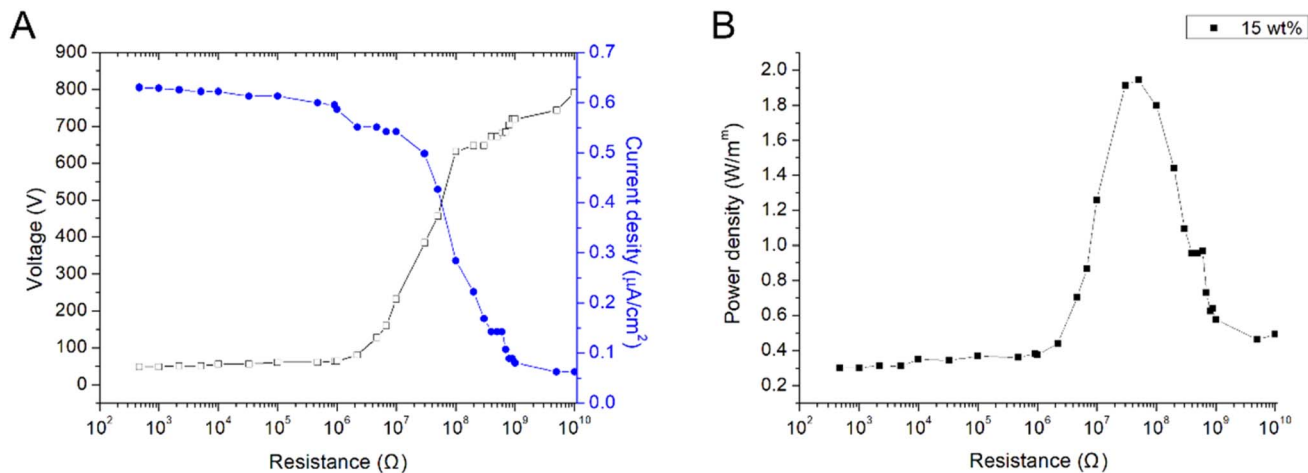 A
900
800
700
600
500
400
300
200
100
0
Voltage (V)
0.7
0.6
0.5
0.4
0.3
0.2
0.1
0.0
Current desity (μA/cm²)
10² 10³ 10⁴ 10⁵ 10⁶ 10⁷ 10⁸ 10⁹ 10¹⁰
Resistance (Ω)
B
15 wt%
2.0
1.8
1.6
1.4
1.2
1.0
0.8
0.6
0.4
0.2
Power density (W/mᵐ)
10² 10³ 10⁴ 10⁵ 10⁶ 10⁷ 10⁸ 10⁹ 10¹⁰
Resistance (Ω)